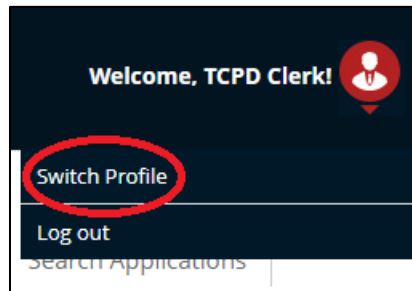 Welcome, TCPD Clerk!
Switch Profile
Log out
Search Applications